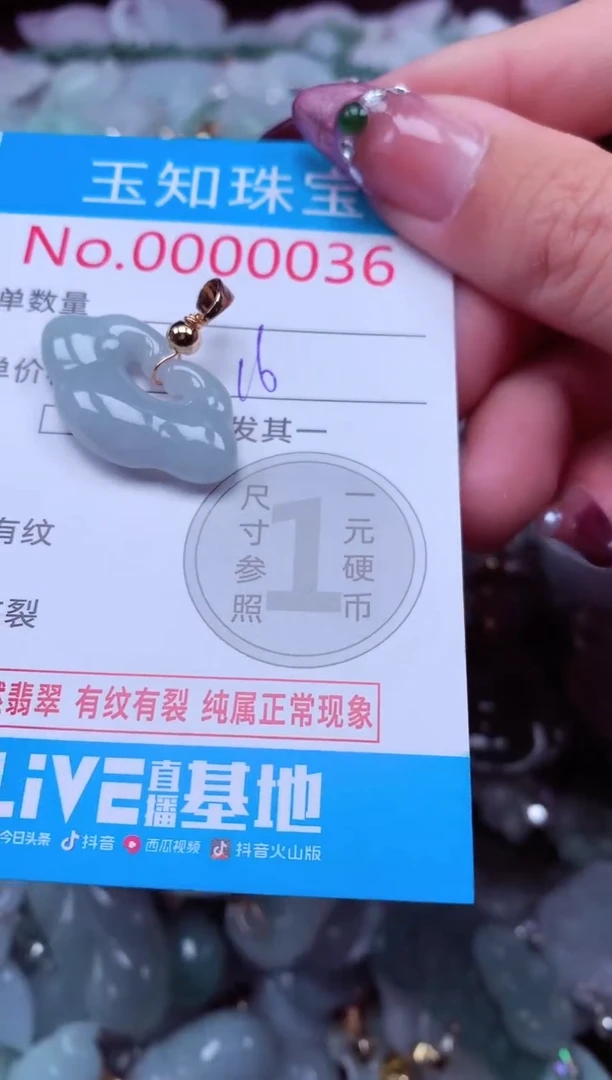 玉知珠宝
No.0000036
单数量
单价
16
发其一
尺寸参照
1
一元硬币
有纹
裂
翡翠 有纹有裂 纯属正常现象
LiVE直播基地
今日头条 抖音 西瓜视频 抖音火山版